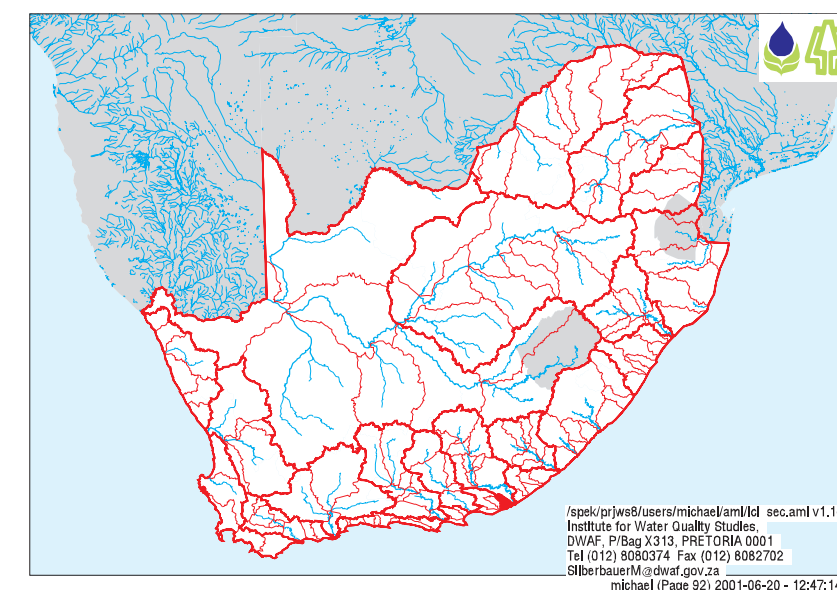 /spek/prjws8/users/michael/aml/lcl sec.aml v1.1
Institute for Water Quality Studies,
DWAF, P/Bag X313, PRETORIA 0001
Tel (012) 8080374 Fax (012) 8082702
SilberbauerM@dwaf.gov.za
michael (Page 92) 2001-06-20 - 12:47:14